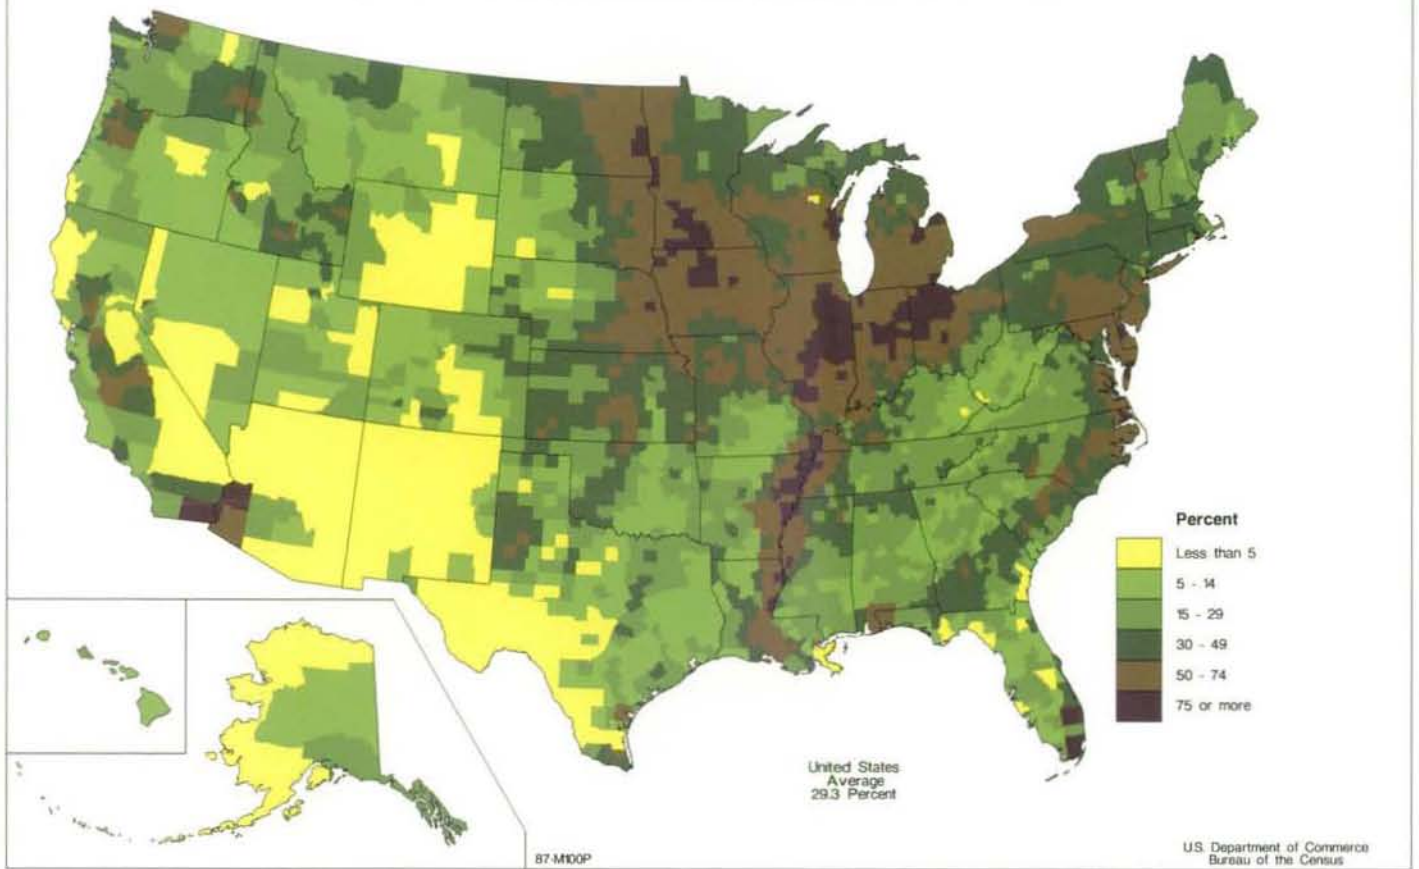 Percent
Less than 5
5 - 14
15 - 29
30 - 49
50 - 74
75 or more
United States
Average
29.3 Percent
87-M100P
U.S. Department of Commerce
Bureau of the Census